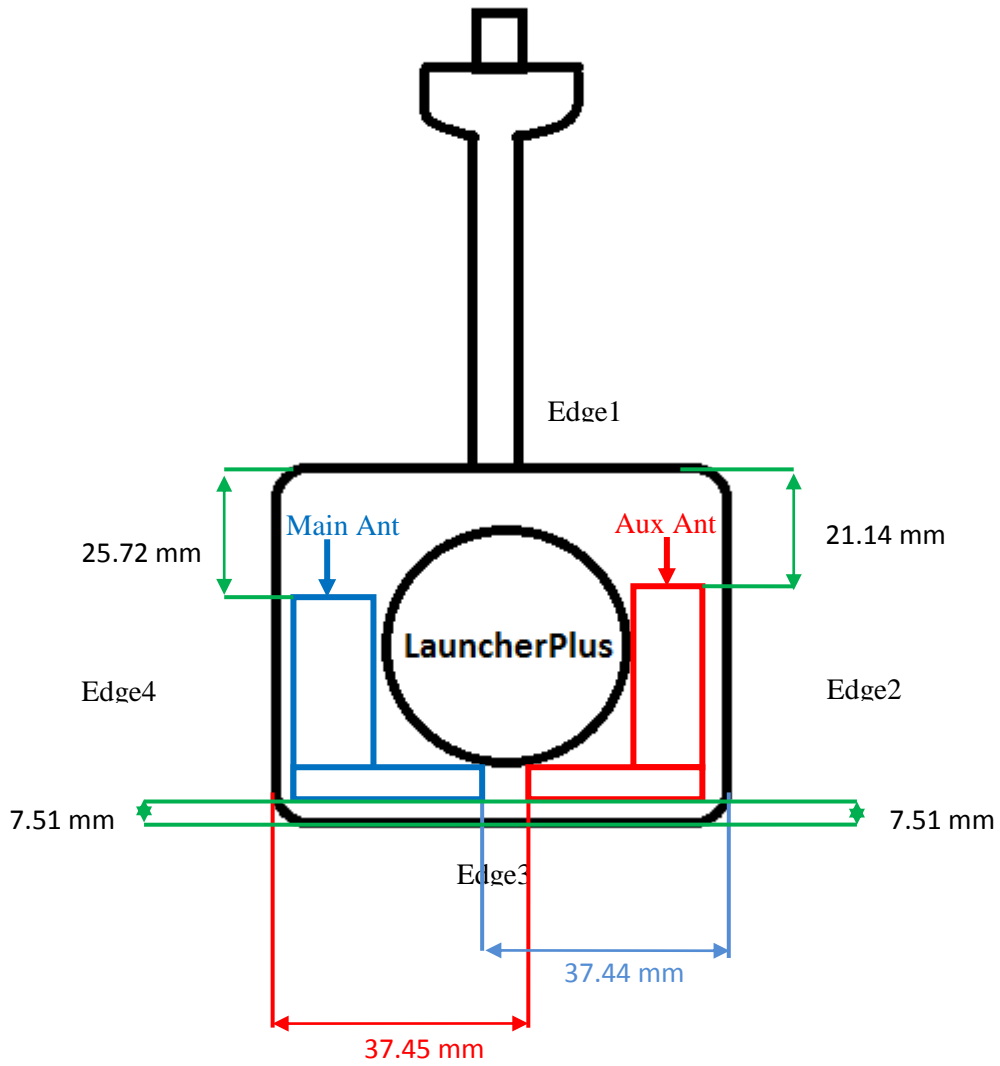 Edge1
Main Ant
Aux Ant
25.72 mm
21.14 mm
LauncherPlus
Edge4
Edge2
7.51 mm
7.51 mm
Edge3
37.44 mm
37.45 mm